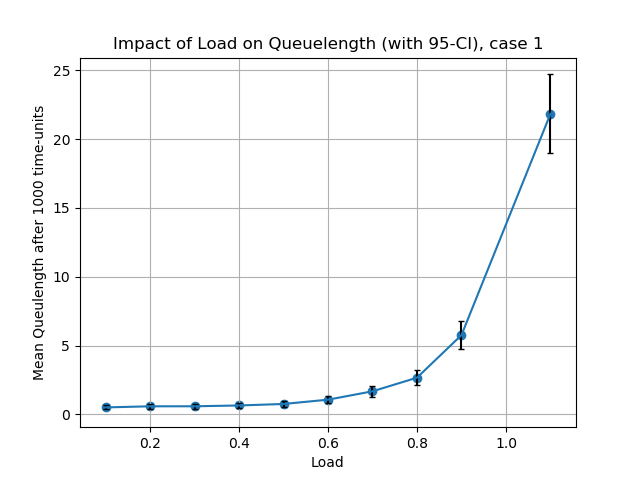 Impact of Load on Queuelength (with 95-CI), case 1
Mean Queulength after 1000 time-units
25
20
15
10
5
0
0.2 0.4 0.6 0.8 1.0
Load